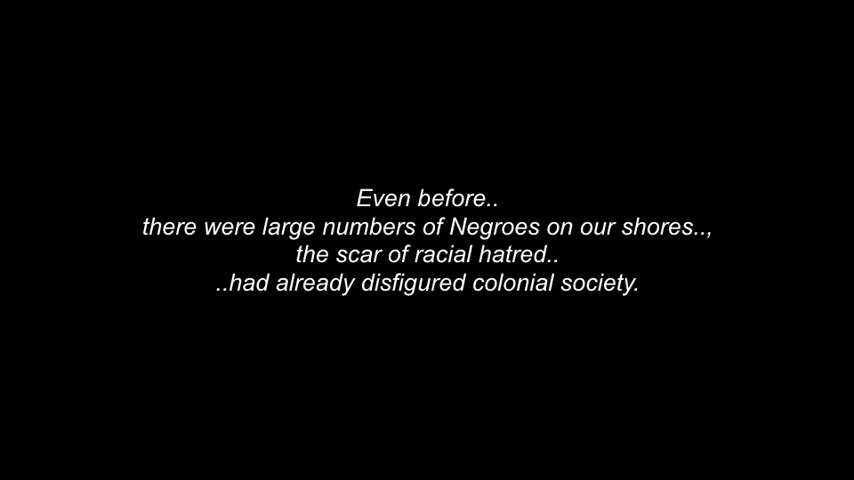 Even before..
there were large numbers of Negroes on our shores..,
the scar of racial hatred..
..had already disfigured colonial society.